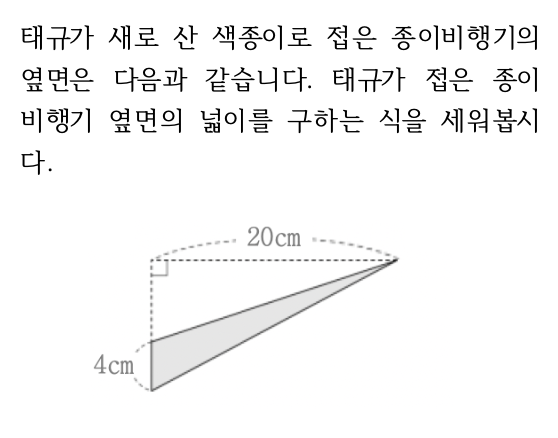 태규가 새로 산 색종이로 접은 종이비행기의
옆면은 다음과 같습니다. 태규가 접은 종이
비행기 옆면의 넓이를 구하는 식을 세워봅시
다.
20cm
4cm